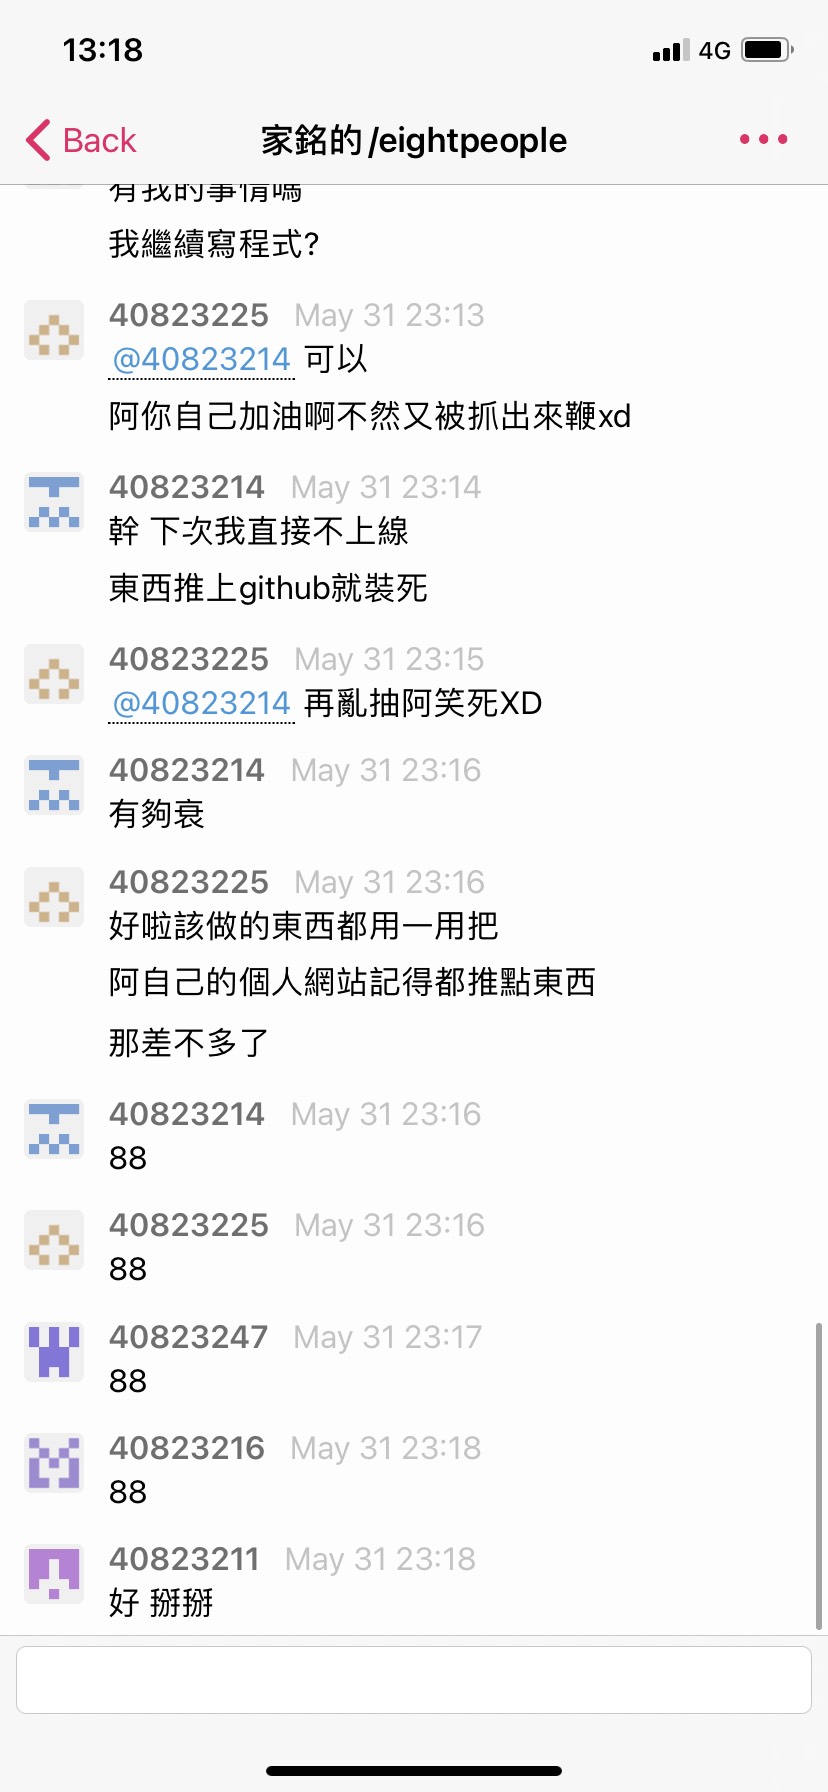 13:18
4G
Back
家銘的/eightpeople
有我的事情嗎
我繼續寫程式?
40823225 May 31 23:13
@40823214 可以
阿你自己加油啊不然又被抓出來鞭xd
40823214 May 31 23:14
幹 下次我直接不上線
東西推上github就裝死
40823225 May 31 23:15
@40823214 再亂抽阿笑死XD
40823214 May 31 23:16
有夠衰
40823225 May 31 23:16
好啦該做的東西都用一用把
阿自己的個人網站記得都推點東西
那差不多了
40823214 May 31 23:16
88
40823225 May 31 23:16
88
40823247 May 31 23:17
88
40823216 May 31 23:18
88
40823211 May 31 23:18
好 掰掰